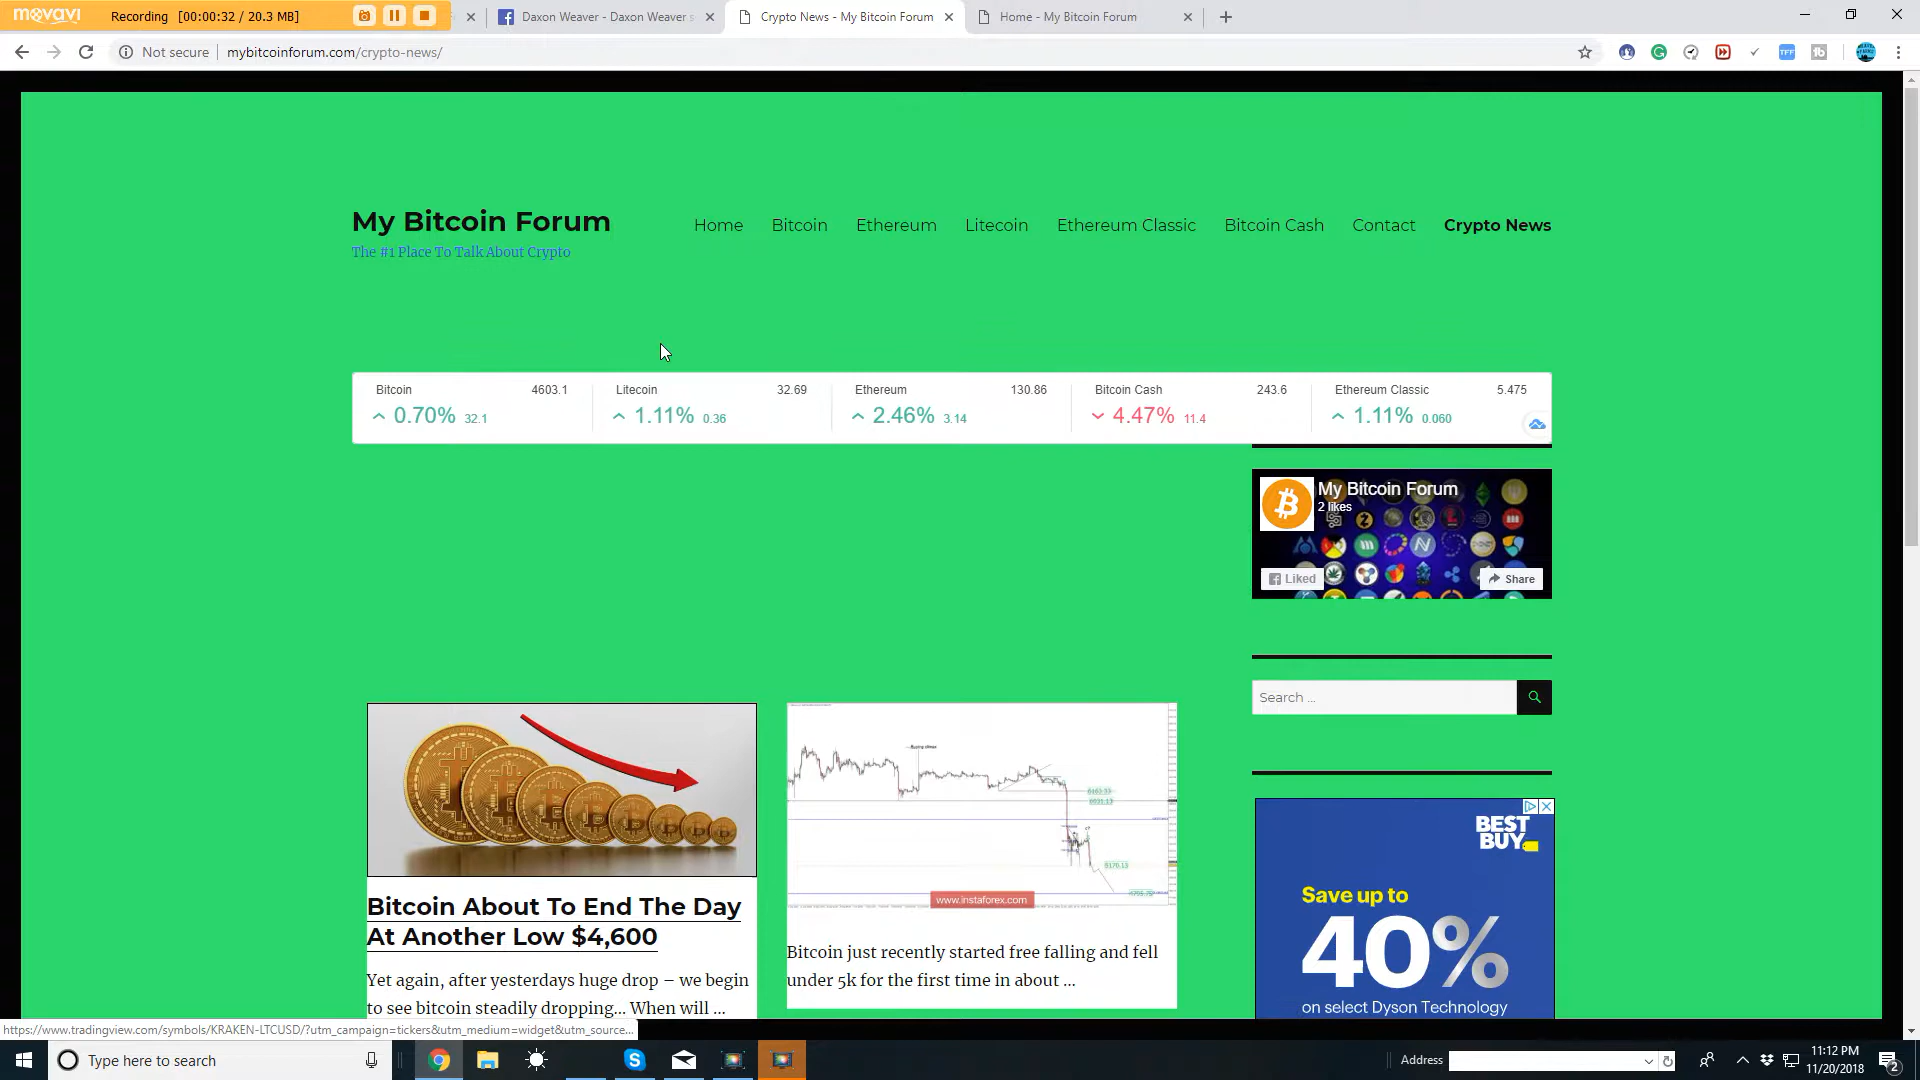 movavi
Recording [00:00:32 / 20.3 MB]
Daxon Weaver - Daxon Weaver s
Crypto News - My Bitcoin Forum
Home - My Bitcoin Forum
Not secure
mybitcoinforum.com/crypto-news/
TFF
My Bitcoin Forum
The #1 Place To Talk About Crypto
Home
Bitcoin
Ethereum
Litecoin
Ethereum Classic
Bitcoin Cash
Contact
Crypto News
Bitcoin 4603.1
0.70% 32.1
Litecoin 32.69
1.11% 0.36
Ethereum 130.86
2.46% 3.14
Bitcoin Cash 243.6
4.47% 11.4
Ethereum Classic 5.475
1.11% 0.060
My Bitcoin Forum
2 likes
Liked
Share
Search ...
www.instaforex.com
Bitcoin About To End The Day
At Another Low $4,600
Yet again, after yesterdays huge drop – we begin
to see bitcoin steadily dropping... When will ...
Bitcoin just recently started free falling and fell
under 5k for the first time in about ...
BEST
BUY
Save up to
40%
on select Dyson Technology
https://www.tradingview.com/symbols/KRAKEN-LTCUSD/?utm_campaign=tickers&utm_medium=widget&utm_source...
Type here to search
Address
11:12 PM
11/20/2018
2